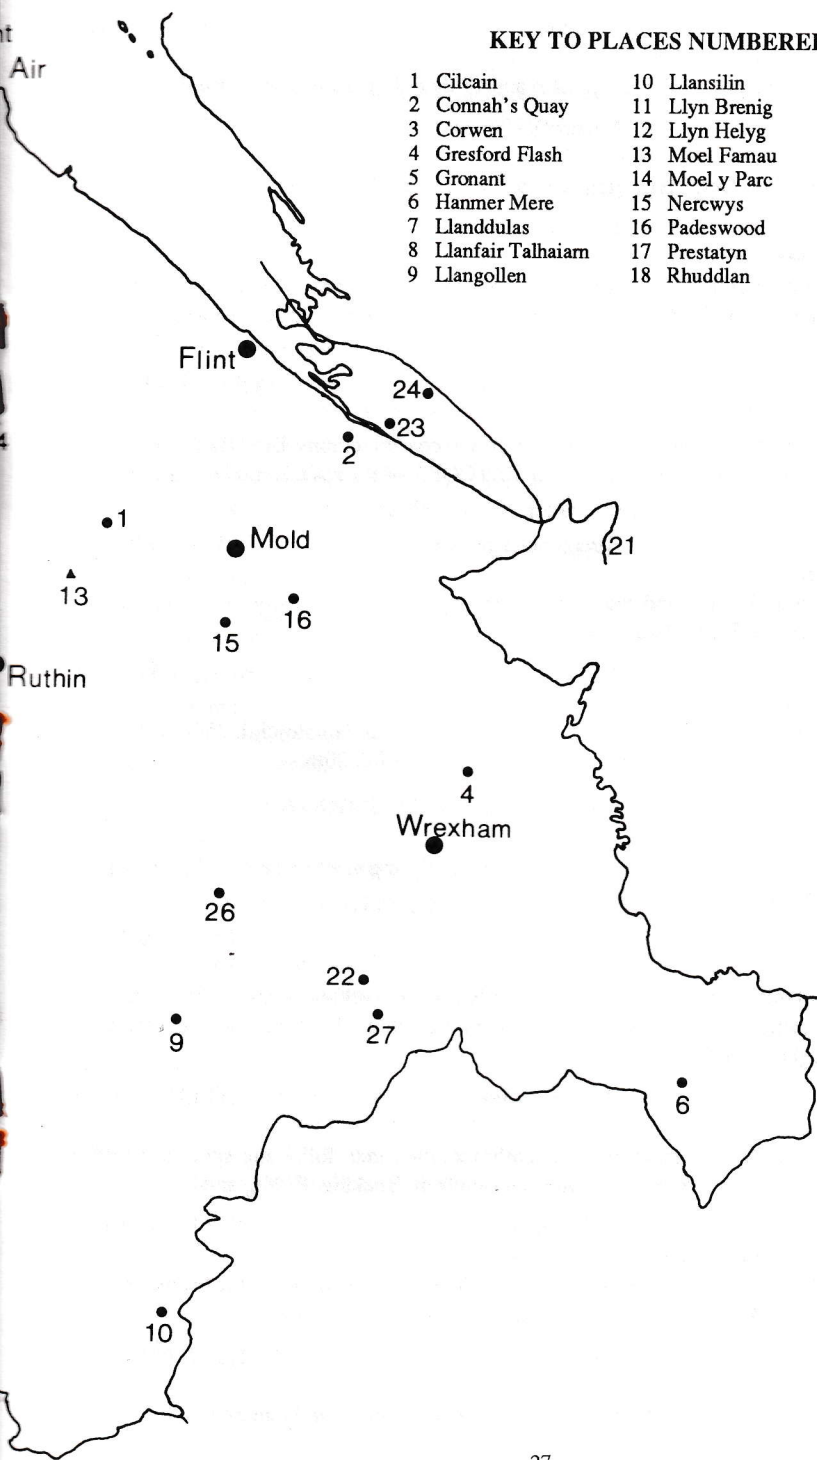 KEY TO PLACES NUMBERED
1 Cilcain
2 Connah's Quay
3 Corwen
4 Gresford Flash
5 Gronant
6 Hanmer Mere
7 Llanddulas
8 Llanfair Talhaiarn
9 Llangollen
10 Llansilin
11 Llyn Brenig
12 Llyn Helyg
13 Moel Famau
14 Moel y Parc
15 Nercwys
16 Padeswood
17 Prestatyn
18 Rhuddlan
Air
Flint
24
23
2
1
Mold
21
13
16
15
Ruthin
4
Wrexham
26
22
9
27
6
10